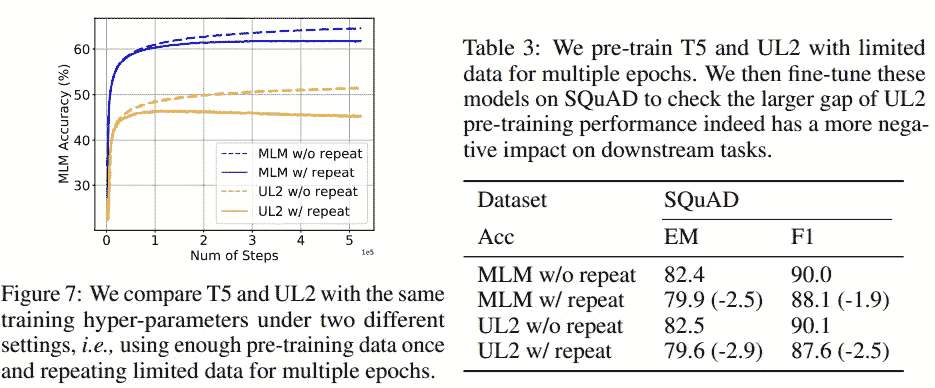 60
50
40
30
MLM Accuracy (%)
MLM w/o repeat
MLM w/ repeat
UL2 w/o repeat
UL2 w/ repeat
0 1 2 3 4 5
Num of Steps 1e5
Figure 7: We compare T5 and UL2 with the same
training hyper-parameters under two different
settings, i.e., using enough pre-training data once
and repeating limited data for multiple epochs.
Table 3: We pre-train T5 and UL2 with limited
data for multiple epochs. We then fine-tune these
models on SQuAD to check the larger gap of UL2
pre-training performance indeed has a more nega-
tive impact on downstream tasks.
Dataset SQuAD
Acc EM F1
MLM w/o repeat 82.4 90.0
MLM w/ repeat 79.9 (-2.5) 88.1 (-1.9)
UL2 w/o repeat 82.5 90.1
UL2 w/ repeat 79.6 (-2.9) 87.6 (-2.5)